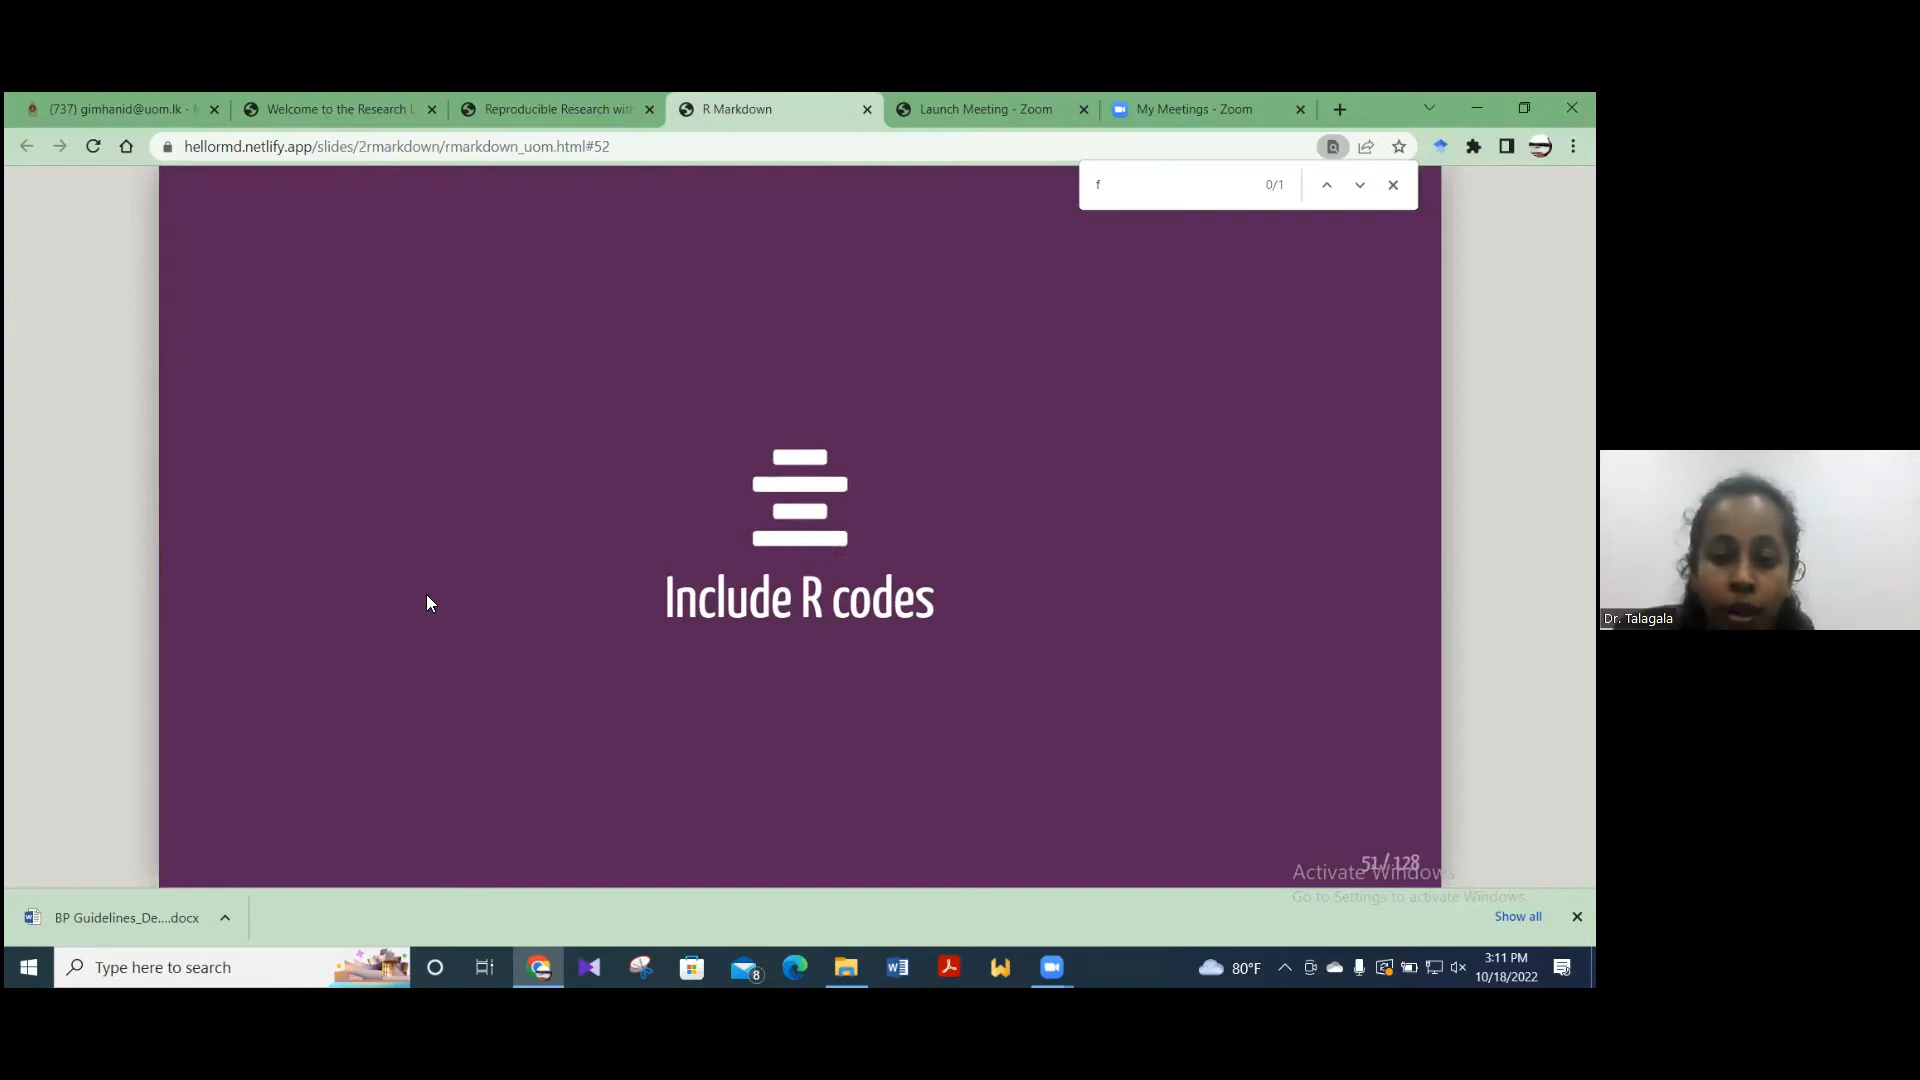 (737) gimhanid@uom.lk -
Welcome to the Research L
Reproducible Research with
R Markdown
Launch Meeting - Zoom
My Meetings - Zoom
hellormd.netlify.app/slides/2rmarkdown/rmarkdown_uom.html#52
f
0/1
Include R codes
51 / 128
Activate Windows
Go to Settings to activate Windows.
BP Guidelines_De....docx
Show all
Type here to search
8
80°F
3:11 PM
10/18/2022
Dr. Talagala